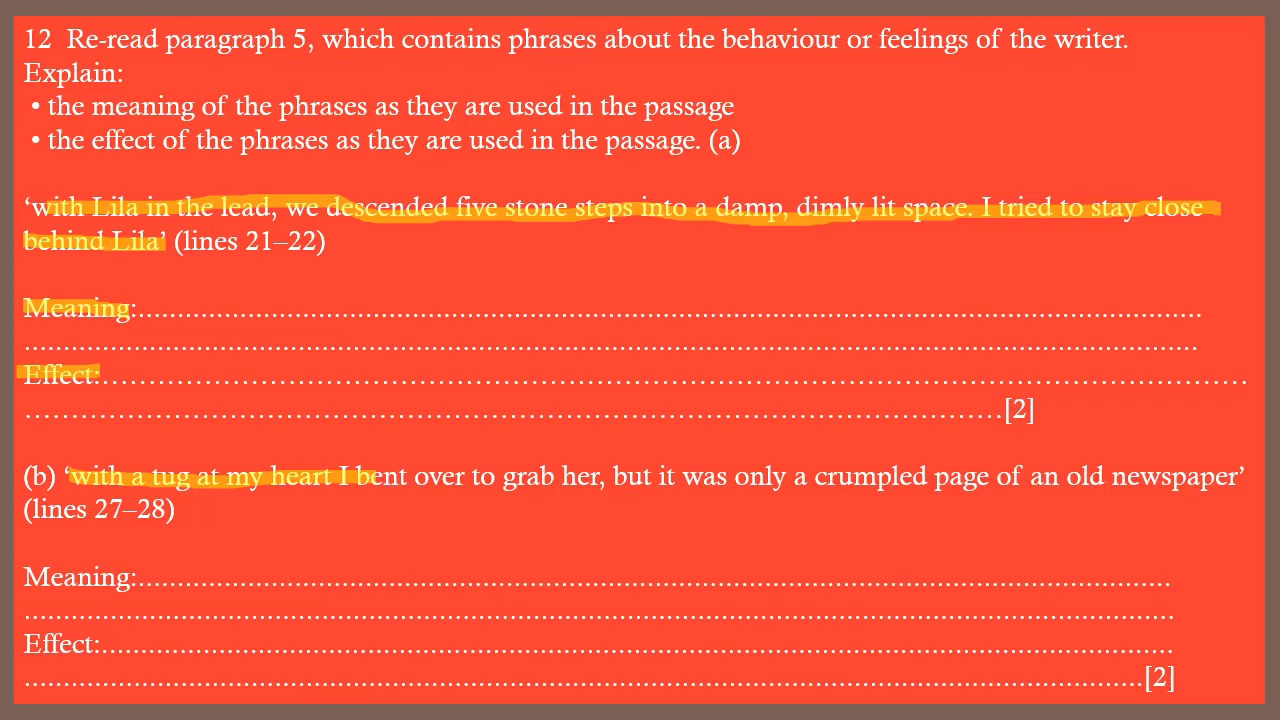 12 Re-read paragraph 5, which contains phrases about the behaviour or feelings of the writer.
Explain:
• the meaning of the phrases as they are used in the passage
• the effect of the phrases as they are used in the passage. (a)
‘with Lila in the lead, we descended five stone steps into a damp, dimly lit space. I tried to stay close
behind Lila’ (lines 21–22)
Meaning:..........................................................................................................................................
..........................................................................................................................................................
Effect:...............................................................................................................................................
.................................................................................................................[2]
(b) ‘with a tug at my heart I bent over to grab her, but it was only a crumpled page of an old newspaper’
(lines 27–28)
Meaning:......................................................................................................................................
.......................................................................................................................................................
Effect:............................................................................................................................................
...................................................................................................................................................[2]